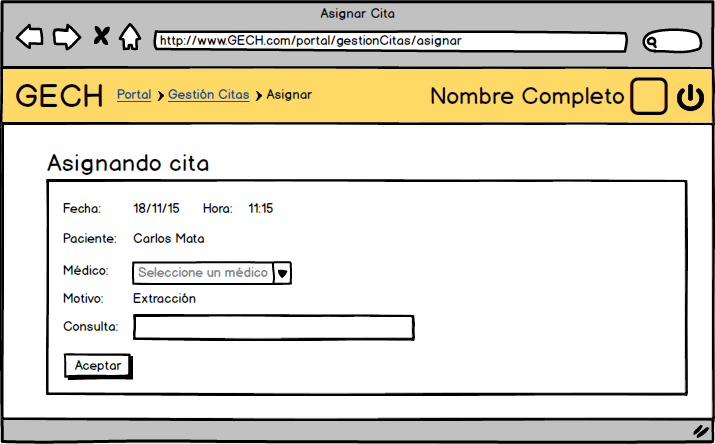 Asignar Cita
http://www.GECH.com/portal/gestionCitas/asignar
GECH Portal Gestión Citas Asignar Nombre Completo
Asignando cita
Fecha: 18/11/15 Hora: 11:15
Paciente: Carlos Mata
Médico: Seleccione un médico
Motivo: Extracción
Consulta:
Aceptar